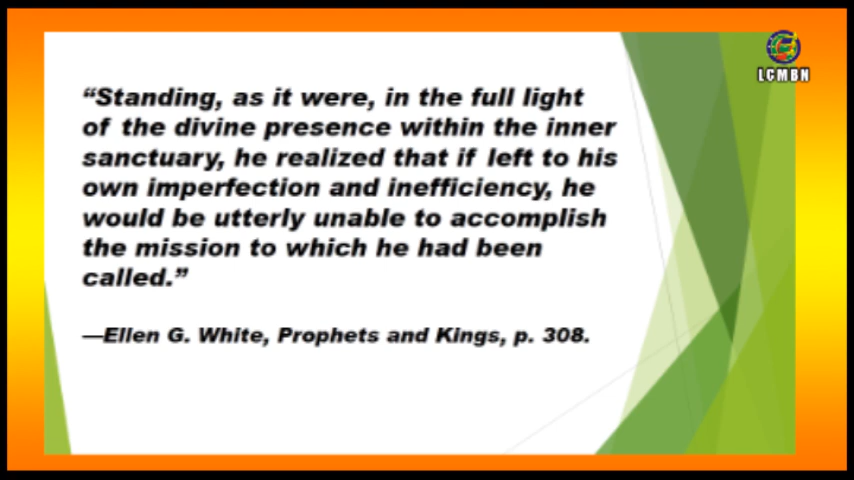 LCMBN
“Standing, as it were, in the full light
of the divine presence within the inner
sanctuary, he realized that if left to his
own imperfection and inefficiency, he
would be utterly unable to accomplish
the mission to which he had been
called.”
—Ellen G. White, Prophets and Kings, p. 308.